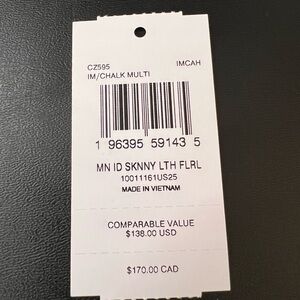 CZ595 IMCAH
IM/CHALK MULTI
1 96395 59143 5
MN ID SKNNY LTH FLRL
10011161US25
MADE IN VIETNAM
COMPARABLE VALUE
$138.00 USD
$170.00 CAD